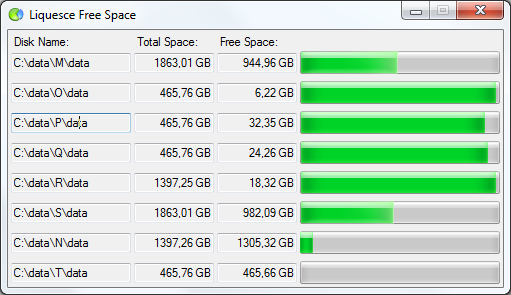 Liquesce Free Space
Disk Name: Total Space: Free Space:
C:\data\M\data 1863,01 GB 944,96 GB
C:\data\O\data 465,76 GB 6,22 GB
C:\data\P\data 465,76 GB 32,35 GB
C:\data\Q\data 465,76 GB 24,26 GB
C:\data\R\data 1397,25 GB 18,32 GB
C:\data\S\data 1863,01 GB 982,09 GB
C:\data\N\data 1397,26 GB 1305,32 GB
C:\data\T\data 465,76 GB 465,66 GB